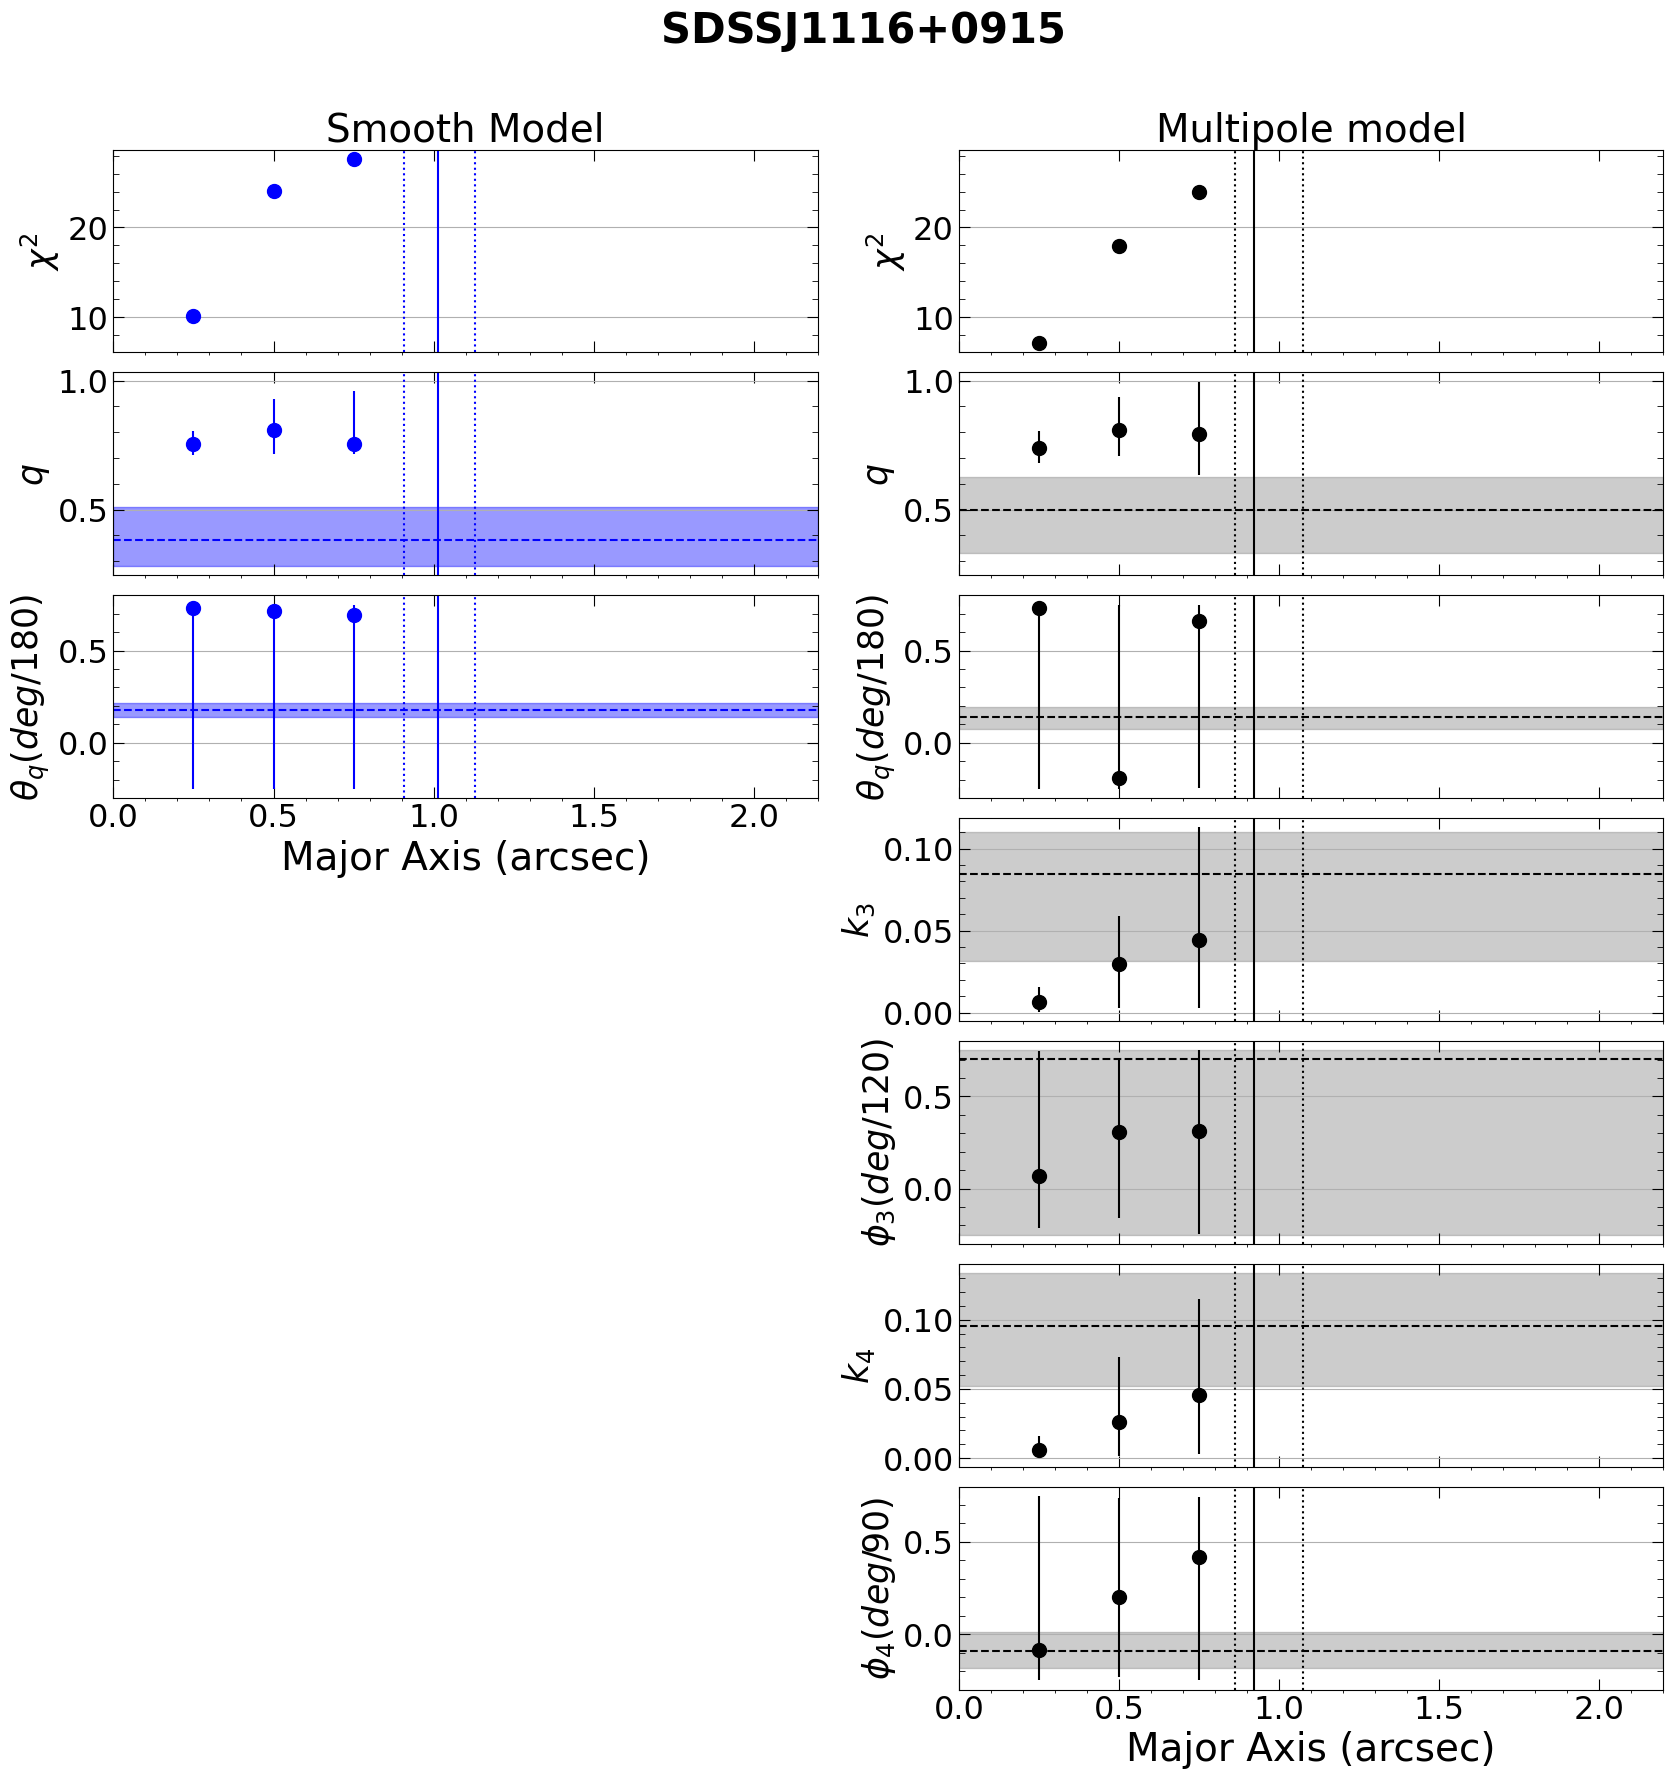 SDSSJ1116+0915
Smooth Model
χ²
20
10
q
1.0
0.5
θ_q(deg/180)
0.5
0.0
0.0 0.5 1.0 1.5 2.0
Major Axis (arcsec)
Multipole model
χ²
20
10
q
1.0
0.5
θ_q(deg/180)
0.5
0.0
k₃
0.10
0.05
0.00
ϕ₃(deg/120)
0.5
0.0
k₄
0.10
0.05
0.00
ϕ₄(deg/90)
0.5
0.0
0.0 0.5 1.0 1.5 2.0
Major Axis (arcsec)